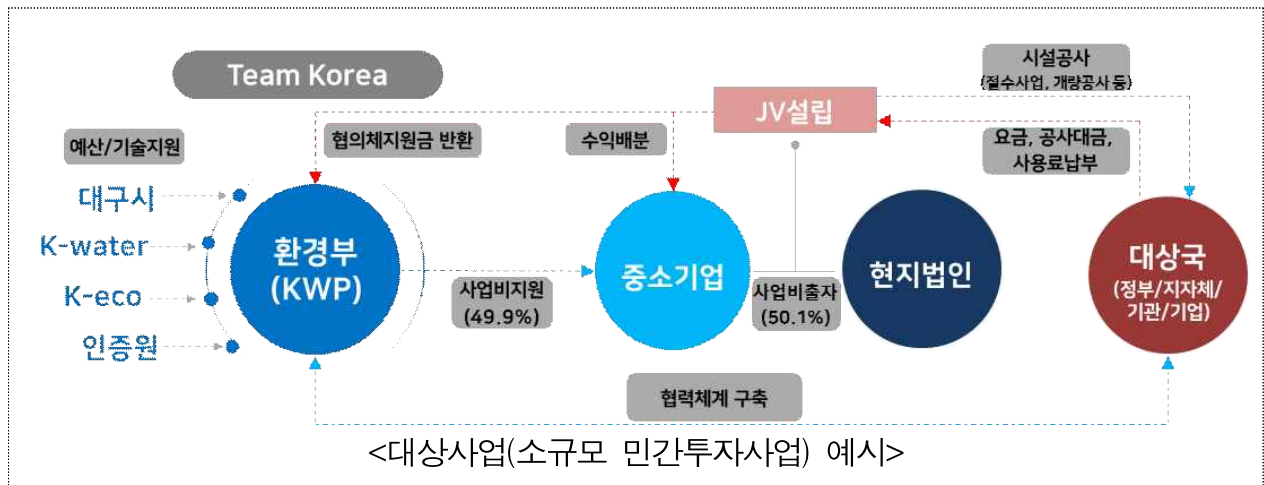 Team Korea
시설공사
(절수사업, 개량공사 등)
JV설립
예산/기술지원
협의체지원금 반환
수익배분
요금, 공사대금,
사용료납부
대구시
K-water
K-eco
인증원
환경부
(KWP)
사업비지원
(49.9%)
중소기업
사업비출자
(50.1%)
현지법인
대상국
(정부/지자체/
기관/기업)
협력체계 구축
<대상사업(소규모 민간투자사업) 예시>